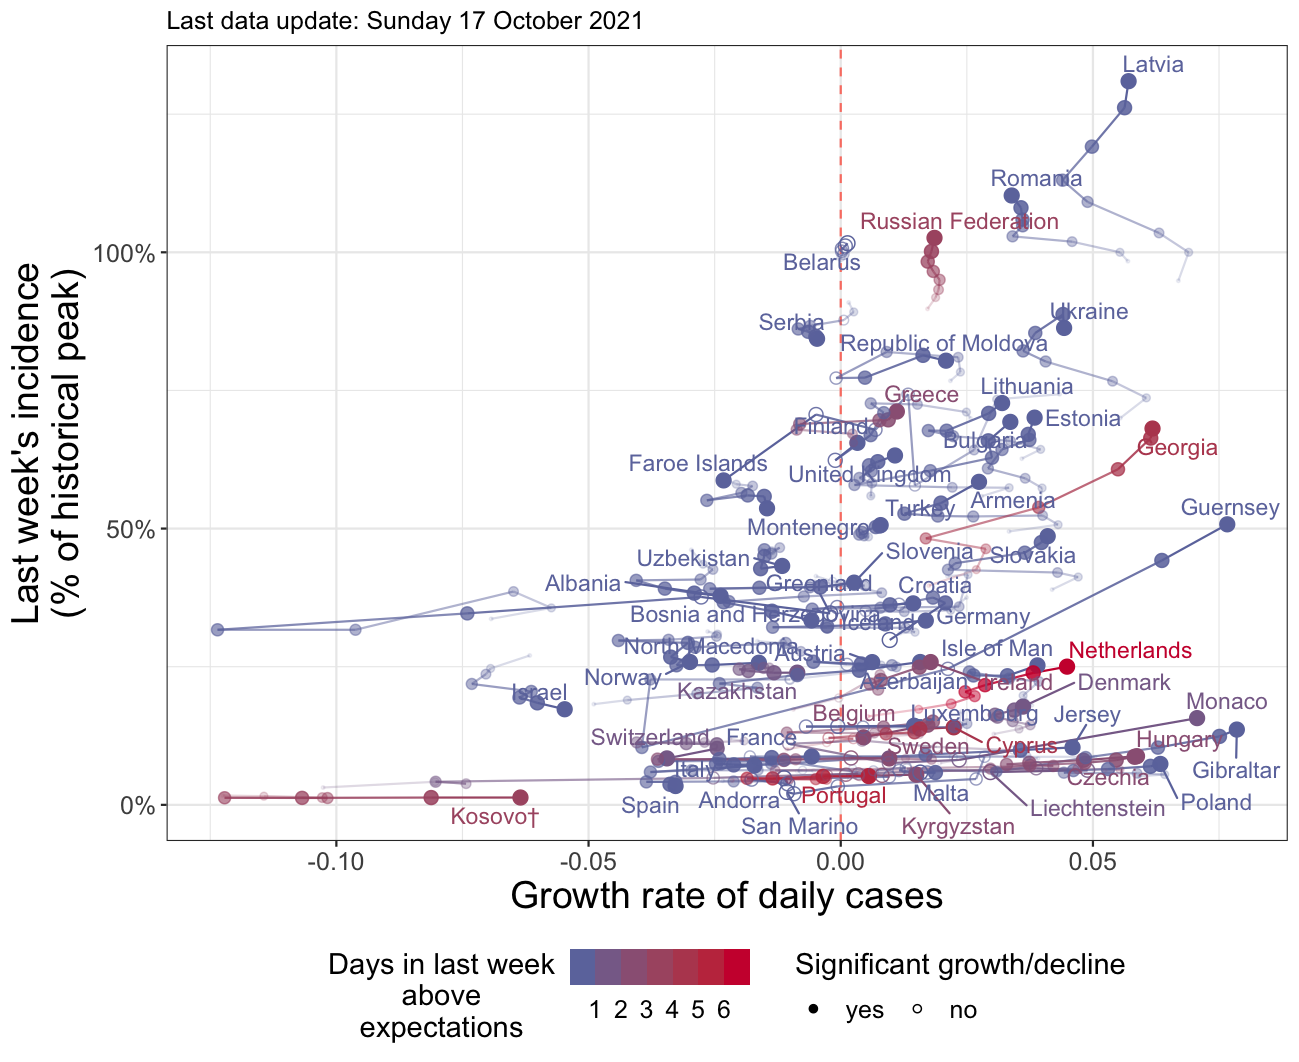 Last data update: Sunday 17 October 2021
Last week's incidence
(% of historical peak)
100%
50%
0%
Latvia
Romania
Russian Federation
Belarus
Ukraine
Serbia
Republic of Moldova
Lithuania
Greece
Estonia
Finland
Bulgaria
Georgia
Faroe Islands
United Kingdom
Armenia
Guernsey
Turkey
Montenegro
Slovenia
Slovakia
Uzbekistan
Albania
Greenland
Croatia
Bosnia and Herzegovina
Iceland
Germany
North Macedonia
Austria
Isle of Man
Netherlands
Norway
Kazakhstan
Azerbaijan
Ireland
Denmark
Israel
Monaco
Belgium
Luxembourg
Jersey
Switzerland
France
Sweden
Cyprus
Hungary
Italy
Czechia
Gibraltar
Spain
Andorra
Portugal
Malta
Poland
Liechtenstein
Kosovo†
San Marino
Kyrgyzstan
-0.10
-0.05
0.00
0.05
Growth rate of daily cases
Days in last week
above
expectations
1 2 3 4 5 6
Significant growth/decline
yes
no